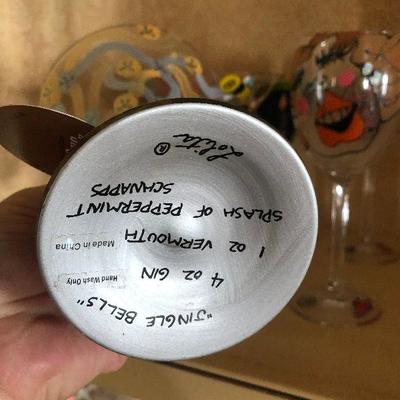 "JINGLE BELLS"
4 oz GIN
1 oz VERMOUTH
SPLASH OF PEPPERMINT
SCHNAPPS
Lolita®
Hand Wash Only
Made in China